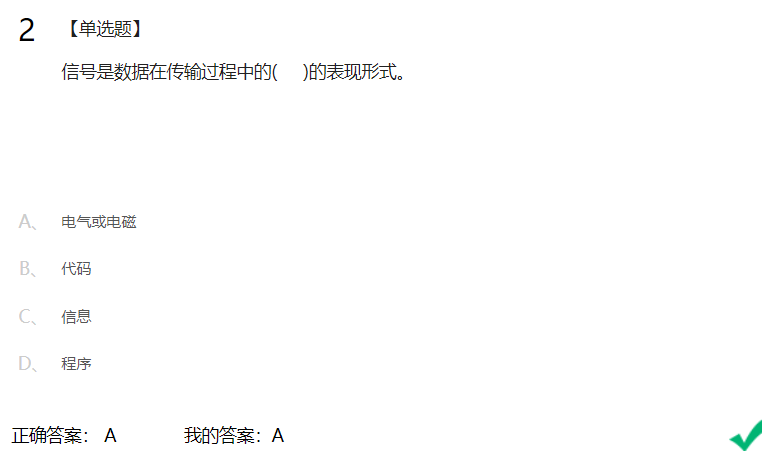 2 【单选题】
信号是数据在传输过程中的(      )的表现形式。
A、 电气或电磁
B、 代码
C、 信息
D、 程序
正确答案： A 我的答案：A